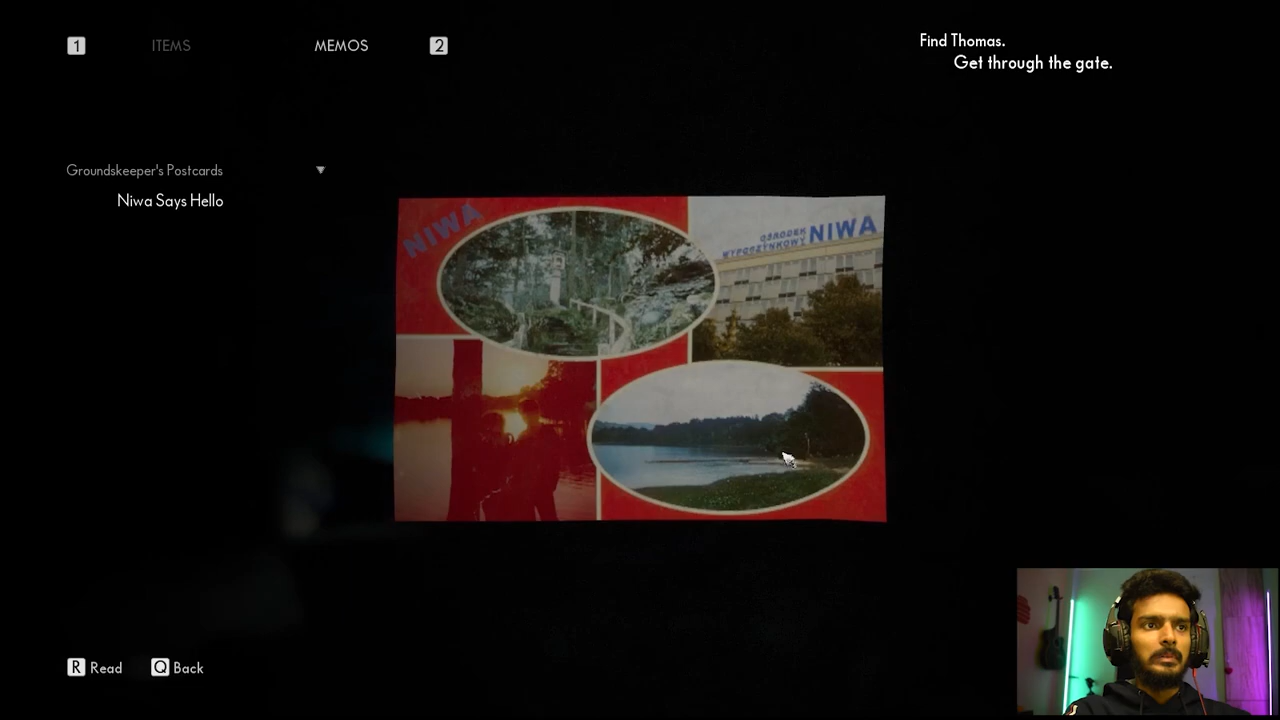 1 ITEMS MEMOS 2
Find Thomas.
Get through the gate.
Groundskeeper's Postcards
Niwa Says Hello
NIWA
OŚRODEK
WYPOCZYNKOWY NIWA
R Read Q Back